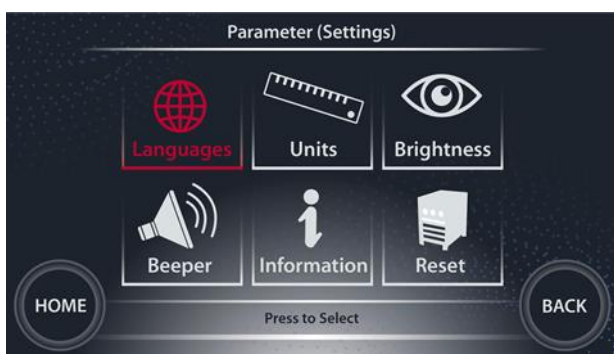 Parameter (Settings)
Languages Units Brightness
Beeper Information Reset
HOME Press to Select BACK